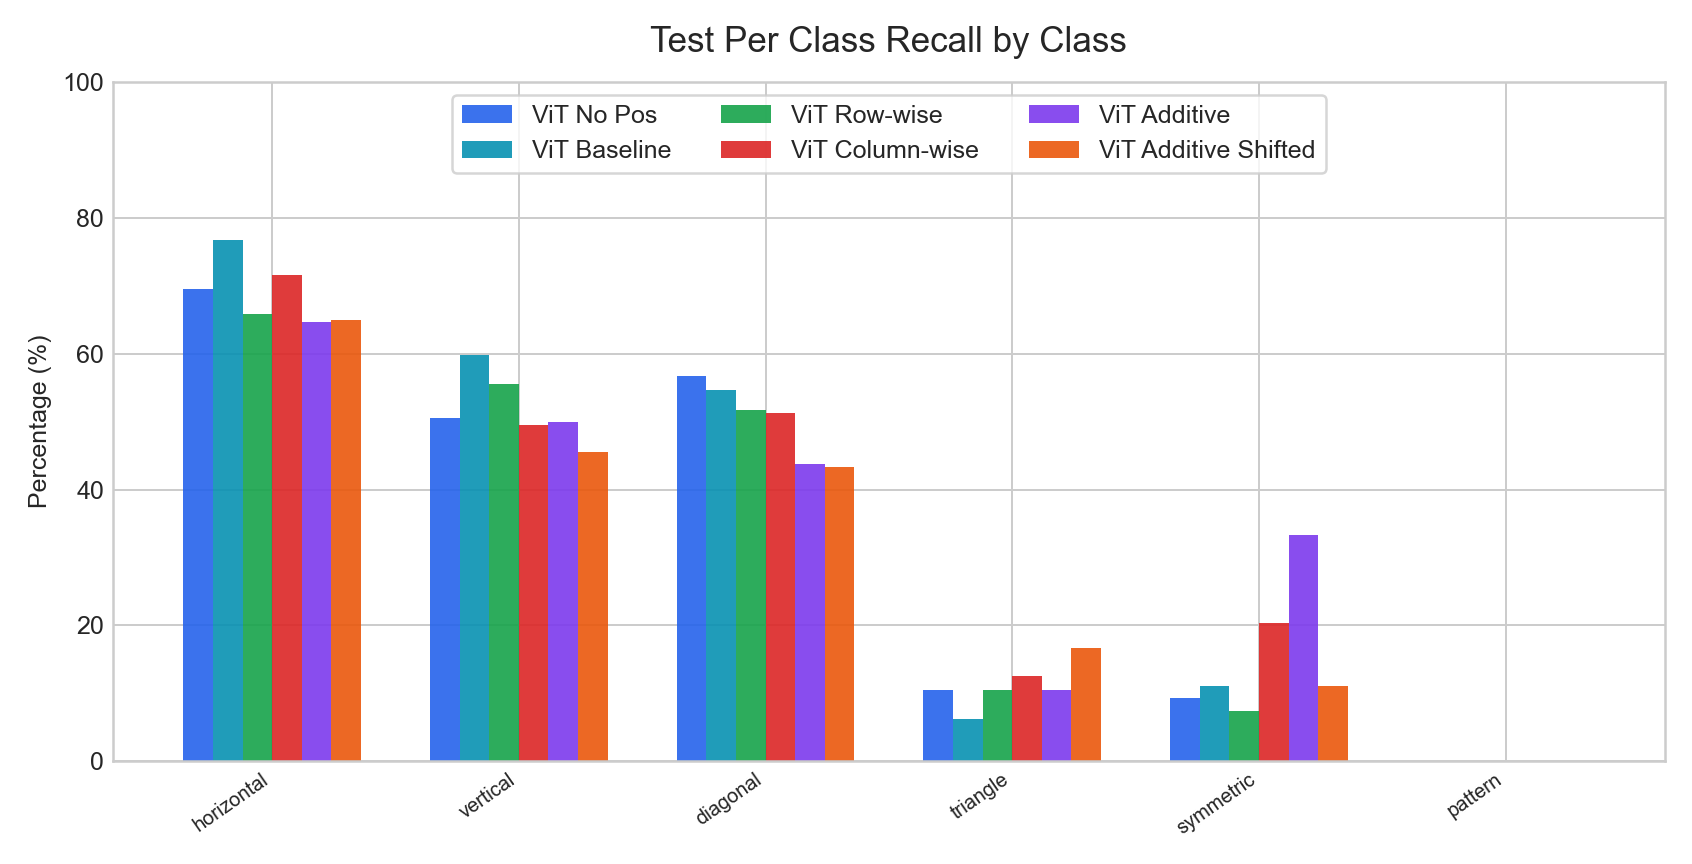 Test Per Class Recall by Class
ViT No Pos
ViT Baseline
ViT Row-wise
ViT Column-wise
ViT Additive
ViT Additive Shifted
Percentage (%)
100
80
60
40
20
0
horizontal
vertical
diagonal
triangle
symmetric
pattern